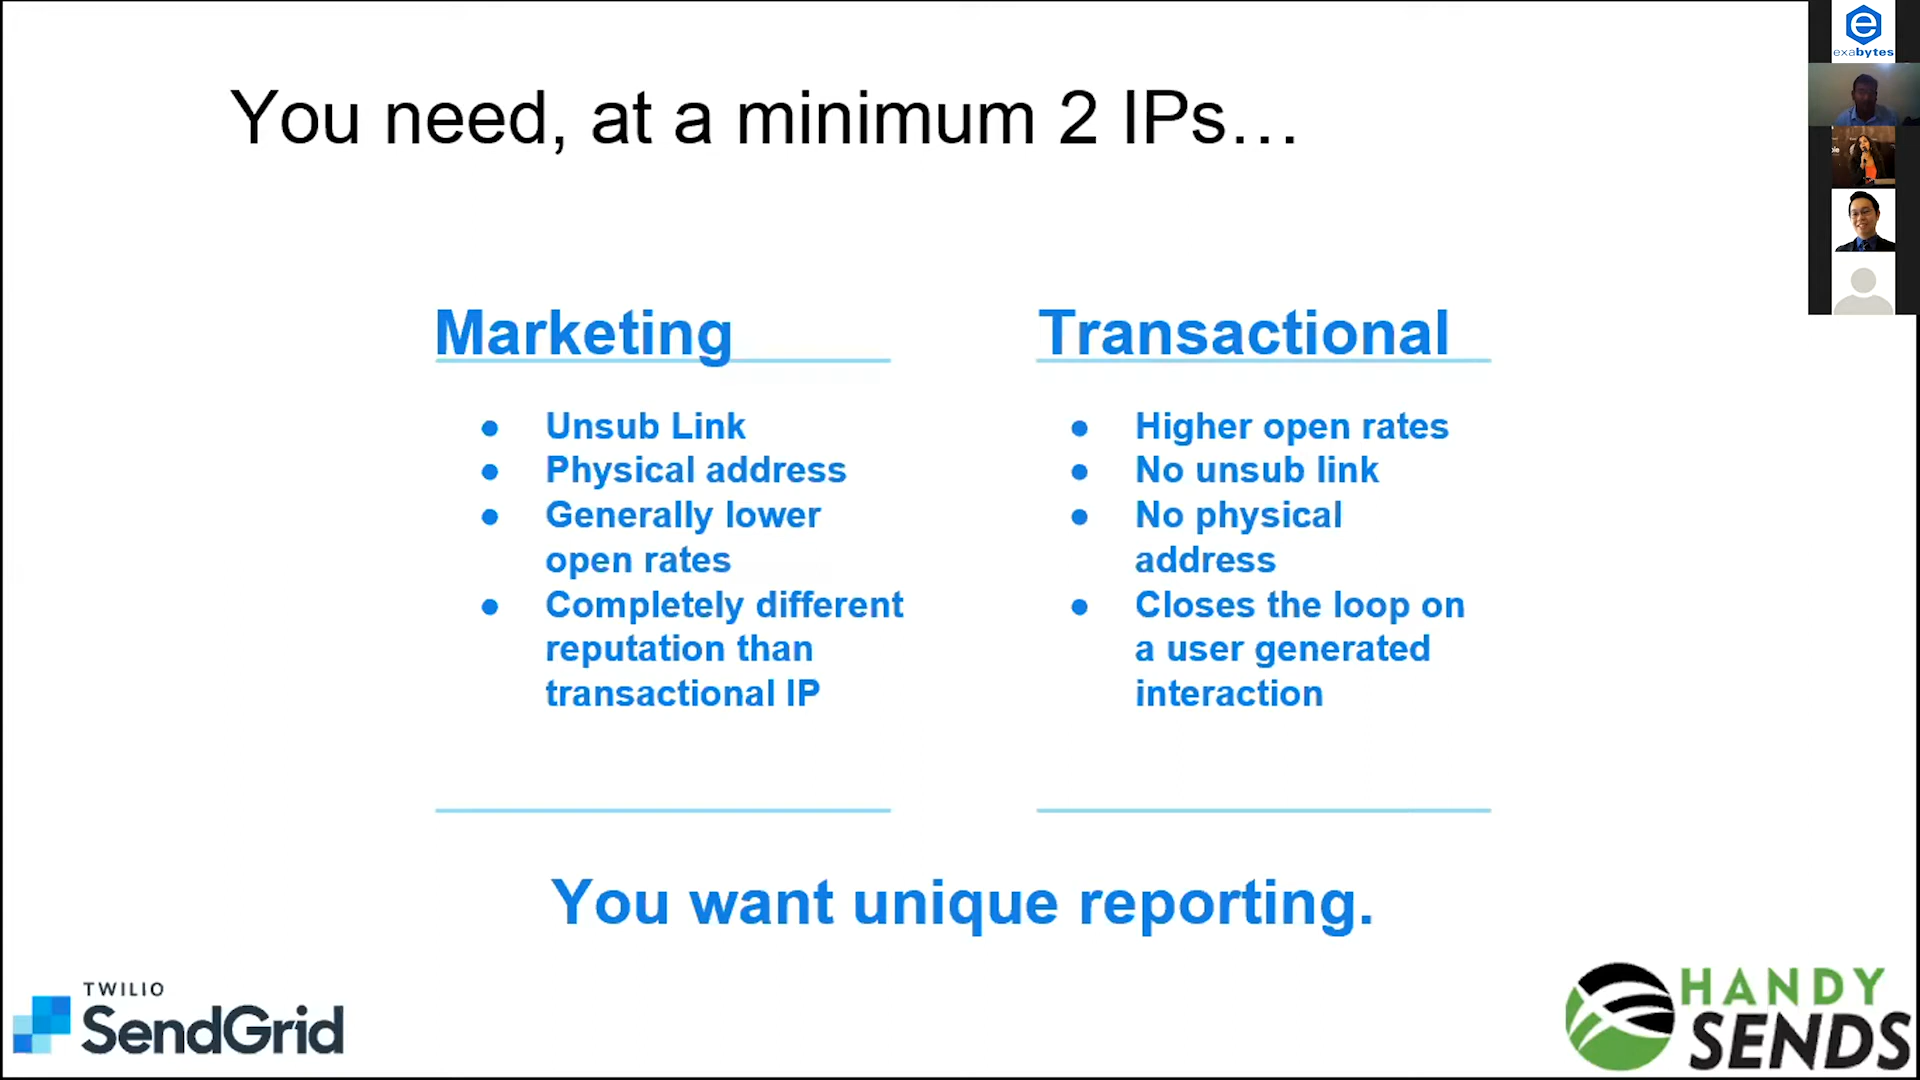 You need, at a minimum 2 IPs…
Marketing
Unsub Link
Physical address
Generally lower
open rates
Completely different
reputation than
transactional IP
Transactional
Higher open rates
No unsub link
No physical
address
Closes the loop on
a user generated
interaction
You want unique reporting.
TWILIO
SendGrid
HANDY
SENDS
e
exabytes